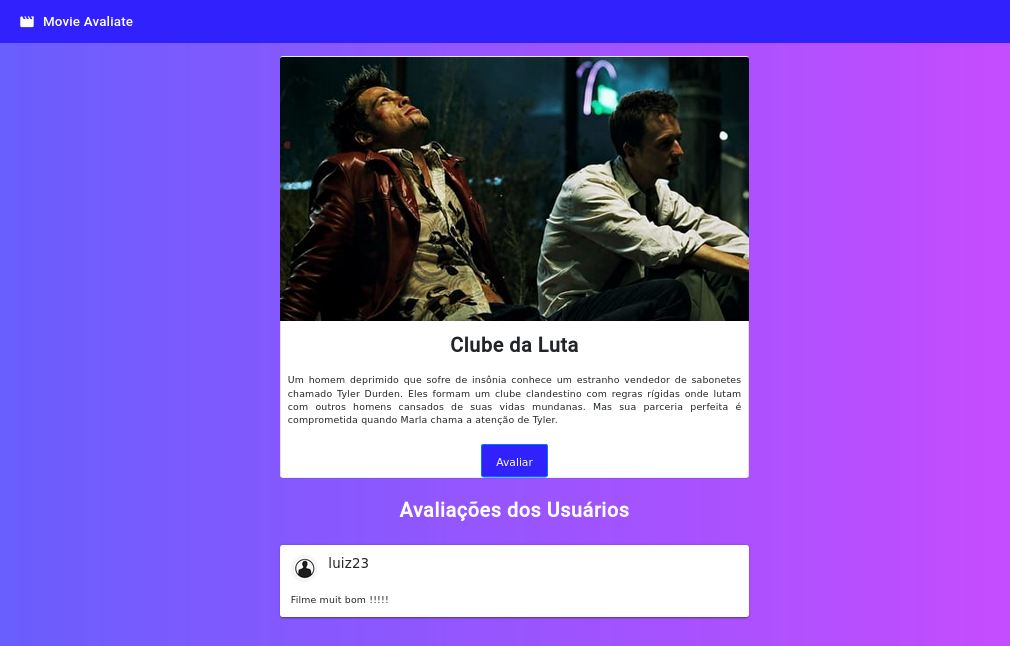 Movie Avaliate
Clube da Luta
Um homem deprimido que sofre de insônia conhece um estranho vendedor de sabonetes
chamado Tyler Durden. Eles formam um clube clandestino com regras rígidas onde lutam
com outros homens cansados de suas vidas mundanas. Mas sua parceria perfeita é
comprometida quando Marla chama a atenção de Tyler.
Avaliar
Avaliações dos Usuários
luiz23
Filme muit bom !!!!!